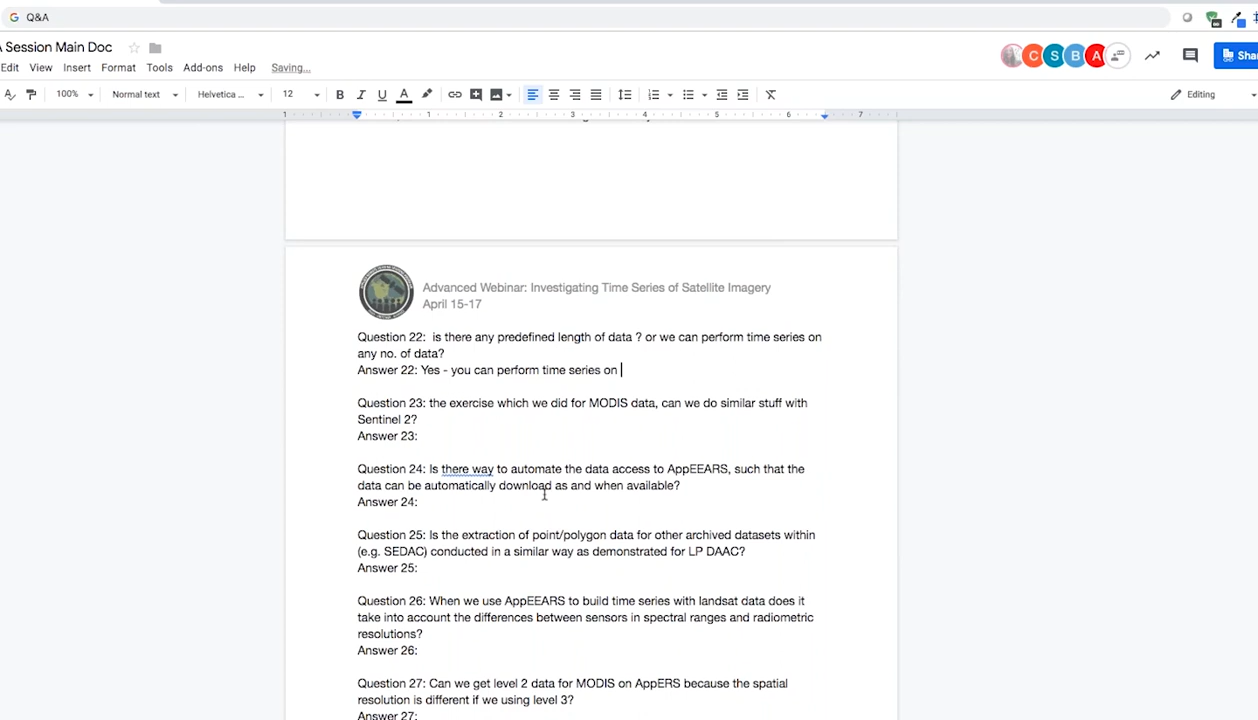 Q&A
A Session Main Doc
Edit View Insert Format Tools Add-ons Help Saving...
C S B A
100% Normal text Helvetica ... 12 B I U A Editing
1 1 2 3 4 5 6 7
Advanced Webinar: Investigating Time Series of Satellite Imagery
April 15-17
Question 22: is there any predefined length of data ? or we can perform time series on
any no. of data?
Answer 22: Yes - you can perform time series on
Question 23: the exercise which we did for MODIS data, can we do similar stuff with
Sentinel 2?
Answer 23:
Question 24: Is there way to automate the data access to AppEEARS, such that the
data can be automatically download as and when available?
Answer 24:
Question 25: Is the extraction of point/polygon data for other archived datasets within
(e.g. SEDAC) conducted in a similar way as demonstrated for LP DAAC?
Answer 25:
Question 26: When we use AppEEARS to build time series with landsat data does it
take into account the differences between sensors in spectral ranges and radiometric
resolutions?
Answer 26:
Question 27: Can we get level 2 data for MODIS on AppERS because the spatial
resolution is different if we using level 3?
Answer 27: